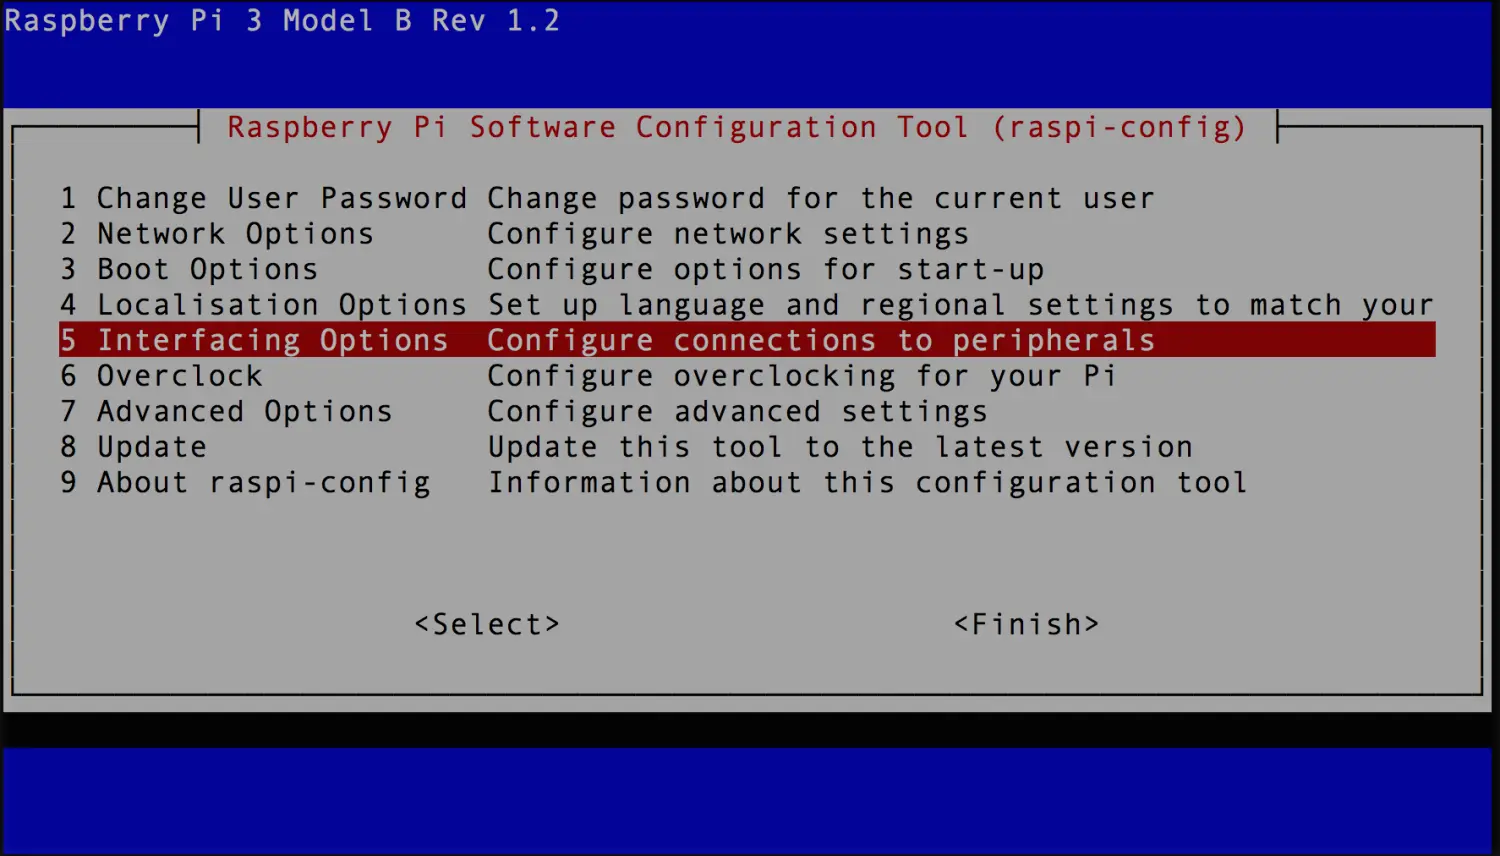 Raspberry Pi 3 Model B Rev 1.2
Raspberry Pi Software Configuration Tool (raspi-config)
1 Change User Password Change password for the current user
2 Network Options Configure network settings
3 Boot Options Configure options for start-up
4 Localisation Options Set up language and regional settings to match your
5 Interfacing Options Configure connections to peripherals
6 Overclock Configure overclocking for your Pi
7 Advanced Options Configure advanced settings
8 Update Update this tool to the latest version
9 About raspi-config Information about this configuration tool
<Select> <Finish>